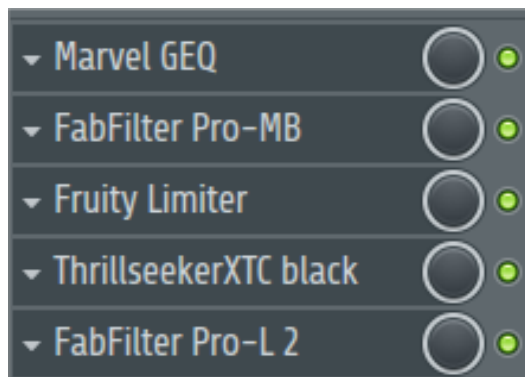 Marvel GEQ
FabFilter Pro-MB
Fruity Limiter
ThrillseekerXTC black
FabFilter Pro-L 2